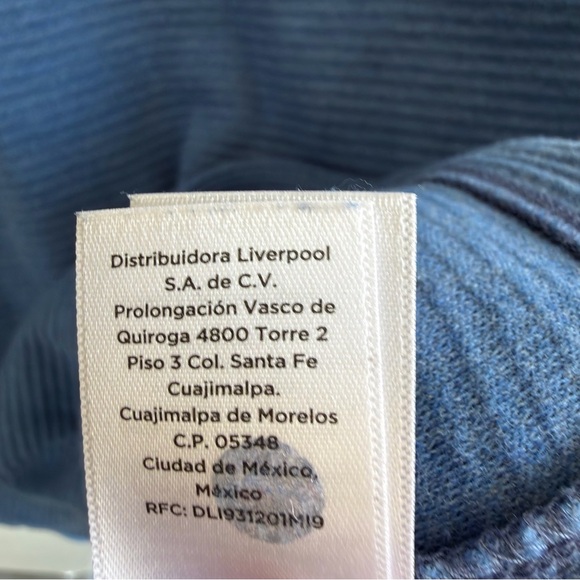 Distribuidora Liverpool
S.A. de C.V.
Prolongación Vasco de
Quiroga 4800 Torre 2
Piso 3 Col. Santa Fe
Cuajimalpa.
Cuajimalpa de Morelos
C.P. 05348
Ciudad de México,
México
RFC: DLI931201MI9